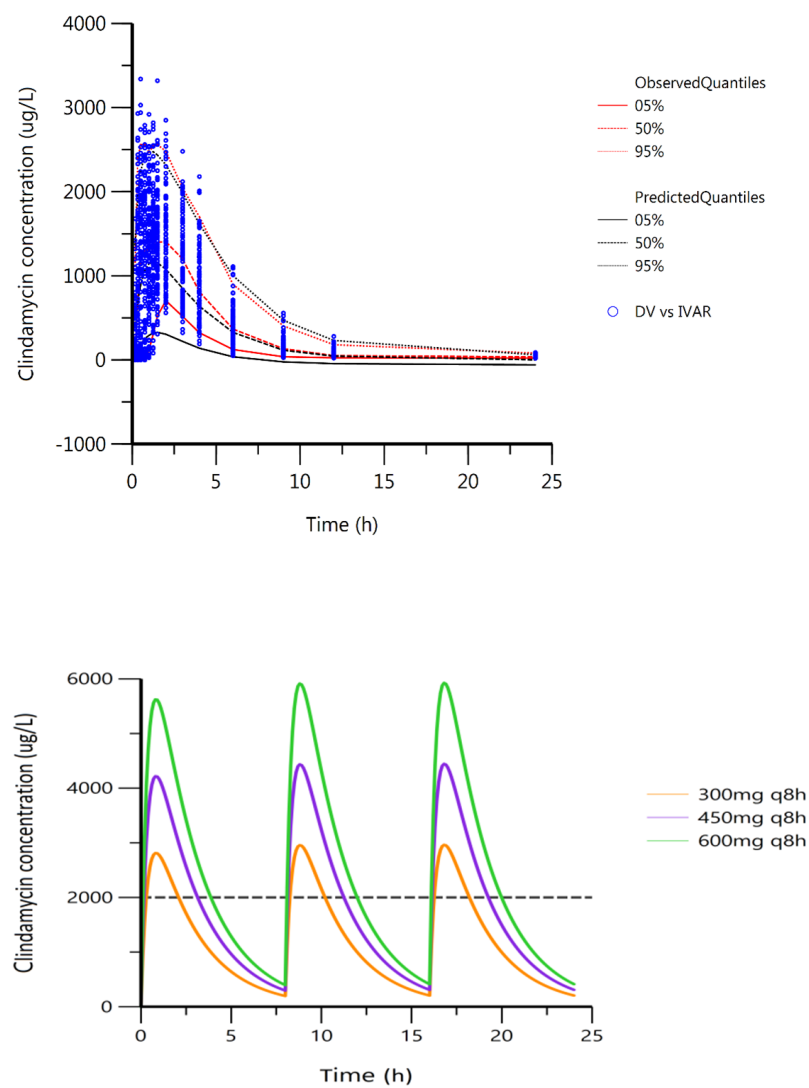 4000
3000
2000
1000
0
-1000
Clindamycin concentration (ug/L)
0
5
10
15
20
25
Time (h)
ObservedQuantiles
05%
50%
95%
PredictedQuantiles
05%
50%
95%
DV vs IVAR
6000
4000
2000
0
Clindamycin concentration (ug/L)
0
5
10
15
20
25
Time (h)
300mg q8h
450mg q8h
600mg q8h